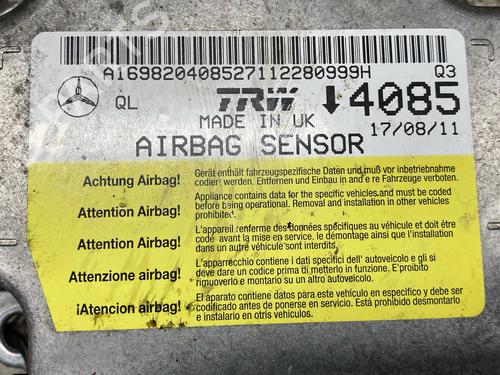 A1698204085271122809​99H Q3
QL TRW 4085
MADE IN UK 17/08/11
AIRBAG SENSOR
Achtung Airbag! Gerät enthält fahrzeugspezifische Daten und muß vor inbetriebnahme
codier: werden. Entfernen und Einbau in and e re Fahrzeuge verboten.
Attention Airbag! Appliance contains data for the specific vehicles and must be coded
before being operational. Removal and installation in other vehicles
prohibited.
Attention Airbag! L'appareil renferme des données spécifiques au véhicule et doit être
codé avant la mise en service. le démontage ainsi que l'installation dans
un autre véhicule sont interdits.
Attenzione airbag! L'apparecchio contiene i dati specifici dell' autoveicolo e gli si
deve dare un codice prima di metterlo in funzione. E'proibito
rimuoverlo e montarlo su un altro autoveicolo.
¡Atencion airbag! El aparato contiene datos para este vehículo en especifico y debe ser
codificado antes de ponerse en servicio. Está prohibido desmontarlo
e instalarlo en otros vehículos.